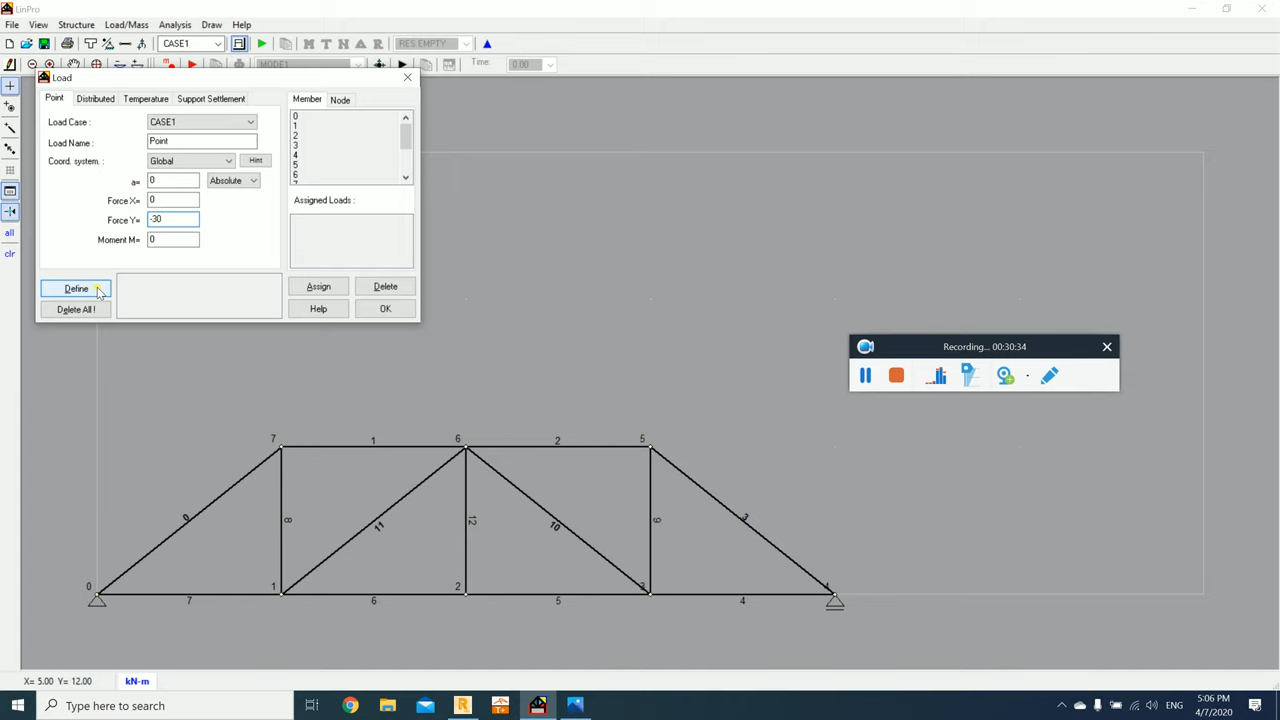 LinPro
File View Structure Load/Mass Analysis Draw Help
CASE1 M T N A R RES.EMPTY
MODE1 Time: 0.00
Load
Point Distributed Temperature Support Settlement
Load Case : CASE1
Load Name : Point
Coord. system. : Global Hint
a= 0 Absolute
Force X= 0
Force Y= -30
Moment M= 0
Define
Delete All !
Member Node
0
1
2
3
4
5
6
Assigned Loads :
Assign Delete
Help OK
all
clr
Recording... 00:30:34
7 1 6 2 5
0 8 11 12 10 9 3
0 1 2 3 4
7 6 5 4
X= 5.00 Y= 12.00 kN-m
Type here to search
5:06 PM
4/7/2020